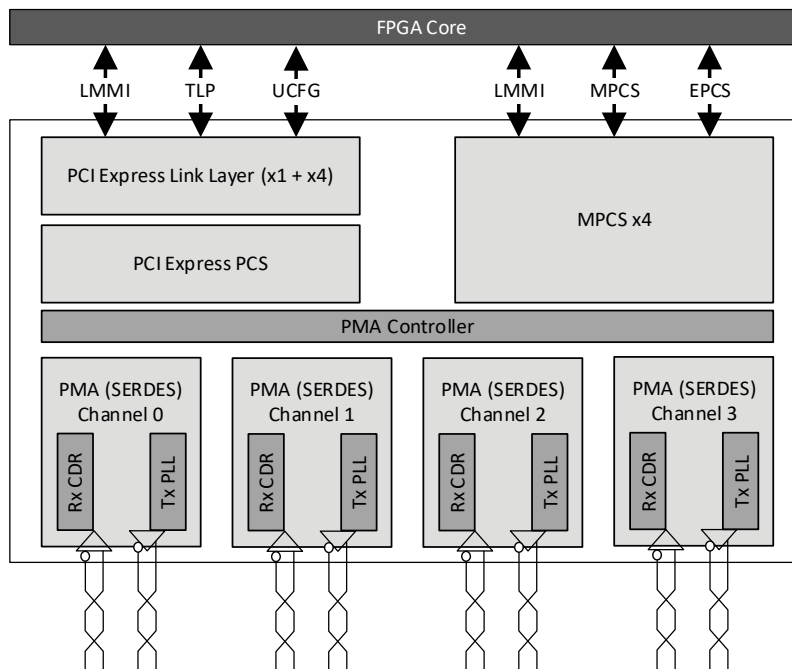 FPGA Core
LMMI TLP UCFG LMMI MPCS EPCS
PCI Express Link Layer (x1 + x4)
MPCS x4
PCI Express PCS
PMA Controller
PMA (SERDES)
Channel 0
PMA (SERDES)
Channel 1
PMA (SERDES)
Channel 2
PMA (SERDES)
Channel 3
Rx CDR
Tx PLL
Rx CDR
Tx PLL
Rx CDR
Tx PLL
Rx CDR
Tx PLL